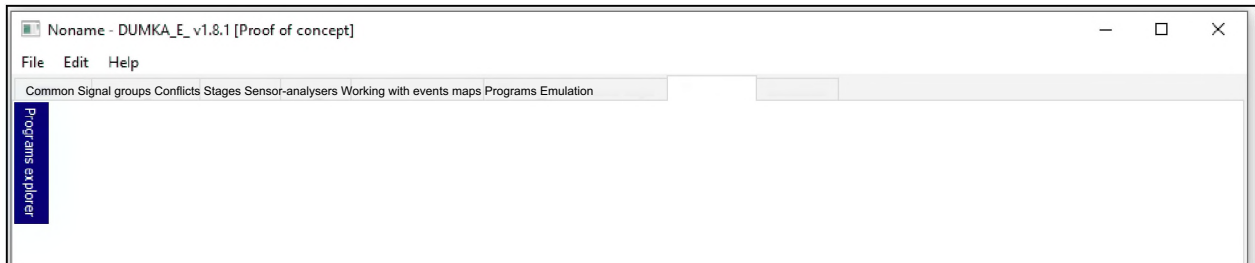 Noname - DUMKA_E_ v1.8.1 [Proof of concept]
File Edit Help
Common Signal groups Conflicts Stages Sensor-analysers Working with events maps Programs Emulation
Programs explorer